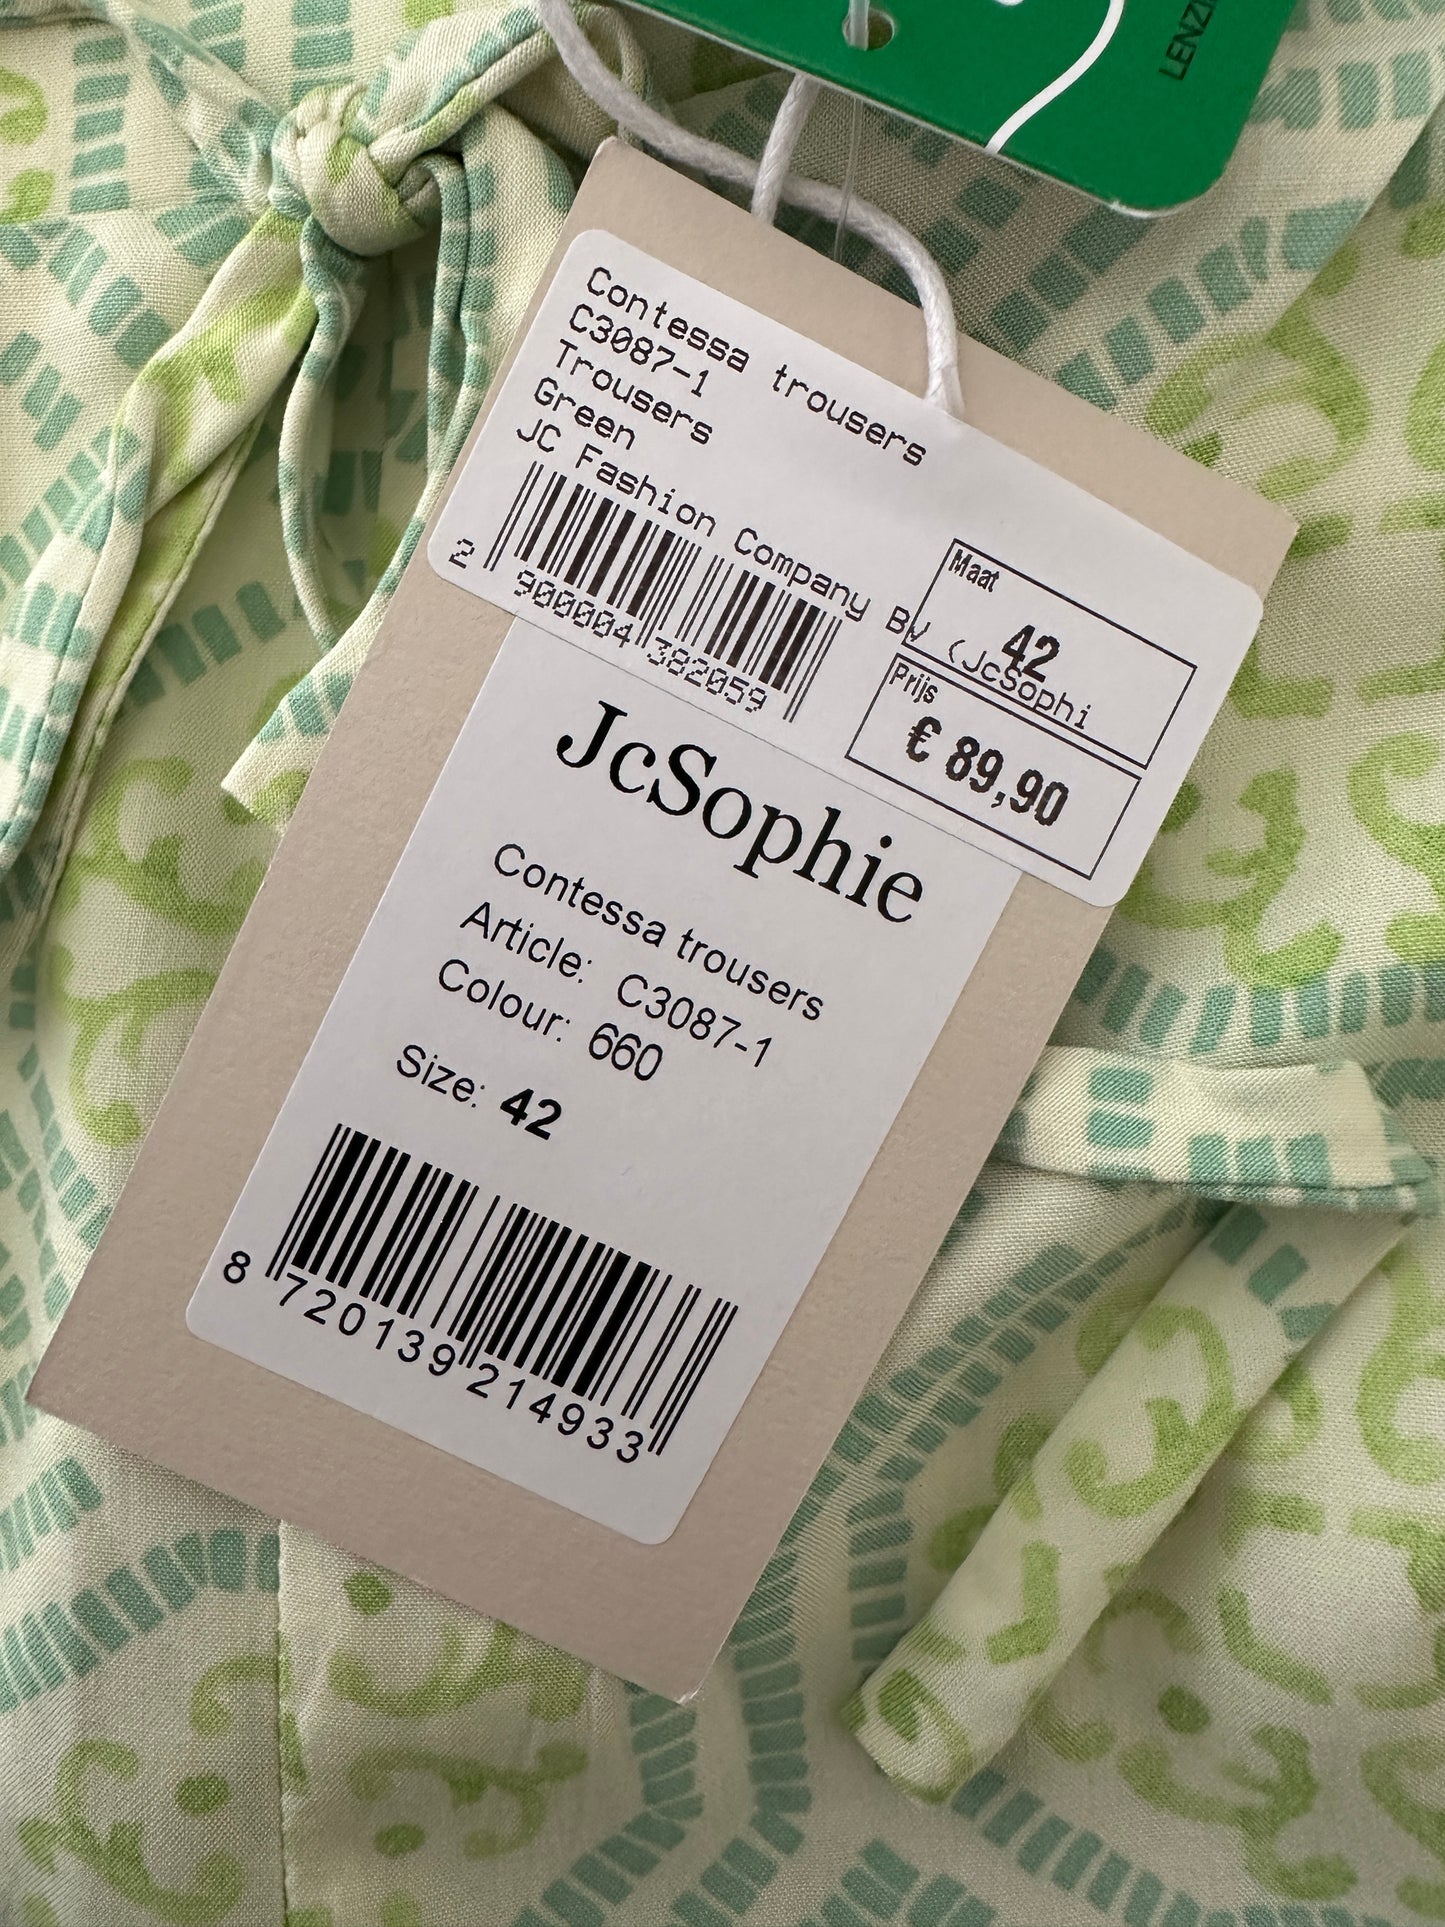 Contessa trousers
C3087-1
Trousers
Green
JC Fashion Company BV (JcSophi
2 900004 382059
Maat
42
Prijs
€ 89,90
JcSophie
Contessa trousers
Article: C3087-1
Colour: 660
Size: 42
8 720139 214933